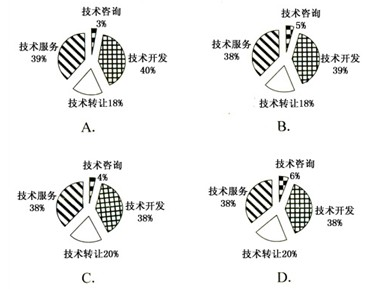 技术咨询
3%
技术服务
39%
技术开发
40%
技术转让18%
A.
技术咨询
5%
技术服务
38%
技术开发
39%
技术转让18%
B.
技术咨询
4%
技术服务
38%
技术开发
38%
技术转让20%
C.
技术咨询
6%
技术服务
38%
技术开发
38%
技术转让20%
D.